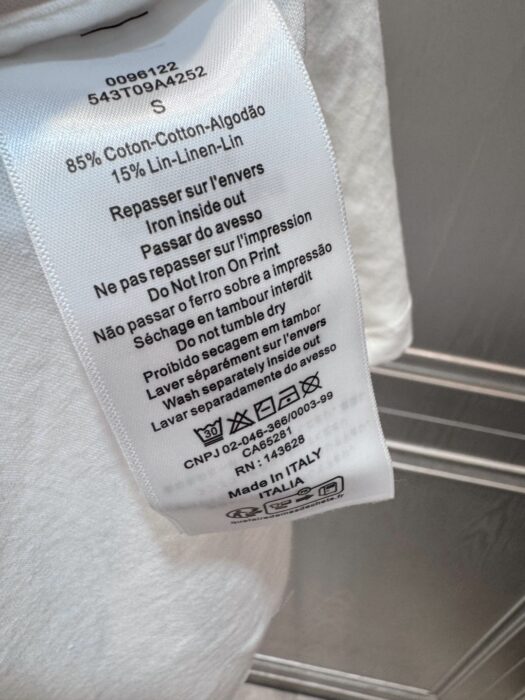 0096122
543T09A4252
S
85% Coton-Cotton-Algodão
15% Lin-Linen-Lin
Repasser sur l'envers
Iron inside out
Passar do avesso
Ne pas repasser sur l'impression
Do Not Iron On Print
Não passar o ferro sobre a impressão
Séchage en tambour interdit
Do not tumble dry
Proibido secagem em tambor
Laver séparément sur l'envers
Wash separately inside out
Lavar separadamente do avesso
30
CNPJ 02-046-366/0003-99
CA65281
RN : 143628
Made In ITALY
ITALIA
quefairedemesdechets.fr